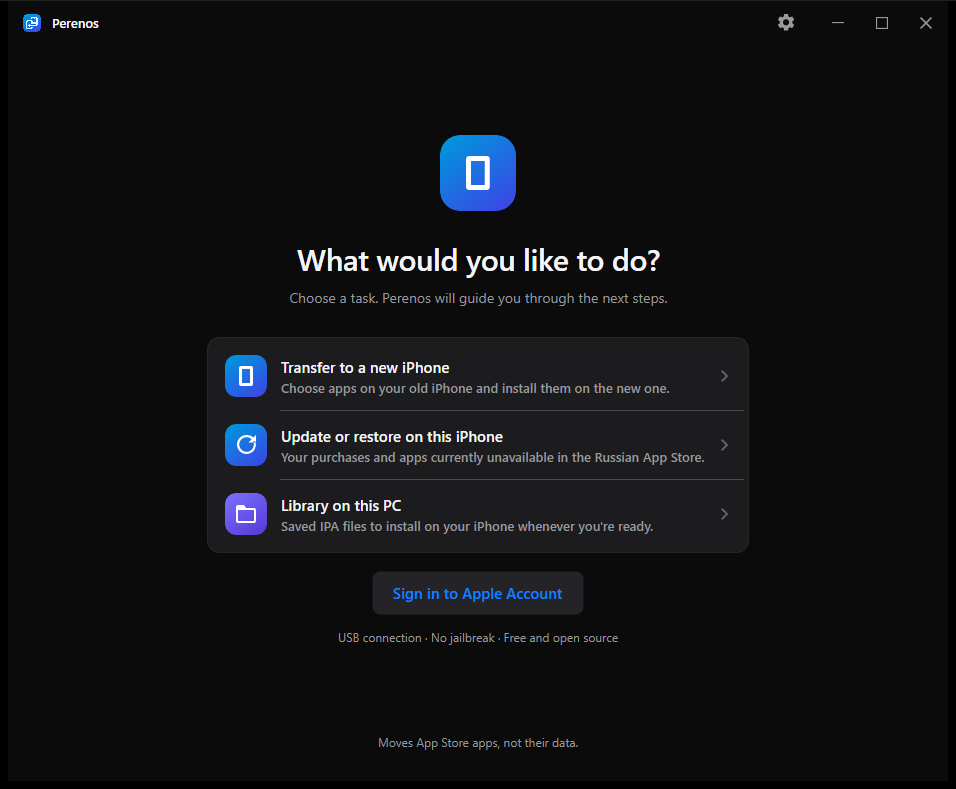 Perenos
What would you like to do?
Choose a task. Perenos will guide you through the next steps.
Transfer to a new iPhone
Choose apps on your old iPhone and install them on the new one.
Update or restore on this iPhone
Your purchases and apps currently unavailable in the Russian App Store.
Library on this PC
Saved IPA files to install on your iPhone whenever you're ready.
Sign in to Apple Account
USB connection · No jailbreak · Free and open source
Moves App Store apps, not their data.